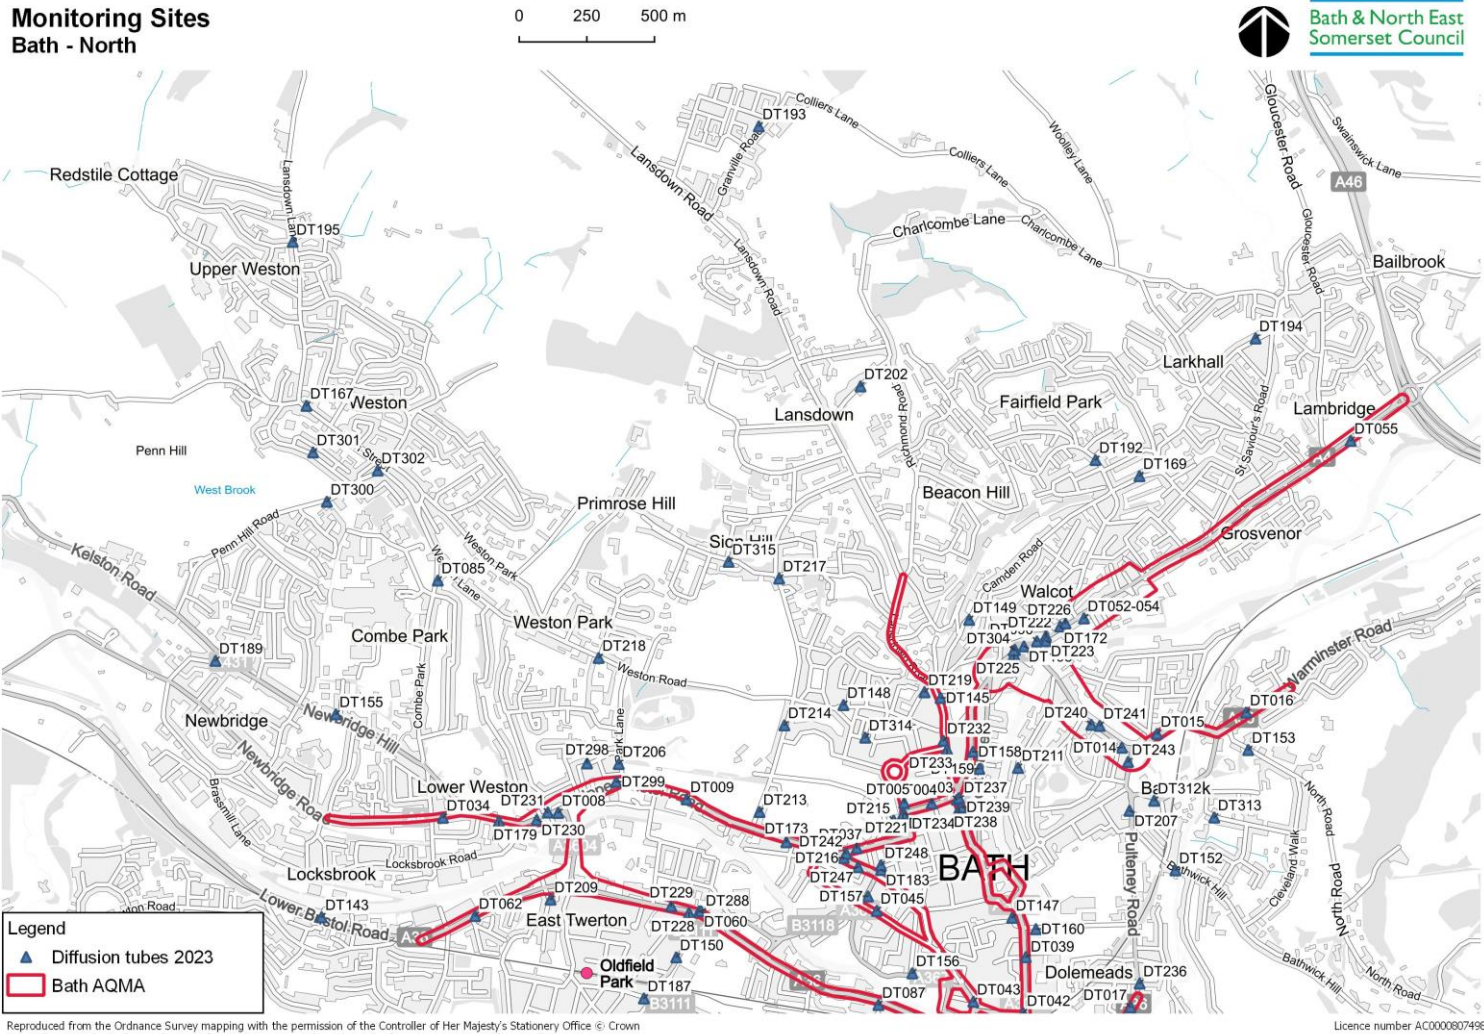 Monitoring Sites
Bath - North
0 250 500 m
Bath & North East
Somerset Council
DT193
Colliers Lane
Granville Road
Lansdown Road
Colliers Lane
Woolley Lane
Gloucester Road
Swainswick Lane
A46
Redstile Cottage
Lansdown Lane
DT195
Upper Weston
Charlcombe Lane
Charlcombe Lane
Lansdown Road
Gloucester Road
Bailbrook
DT194
Larkhall
DT202
Lansdown
Richmond Road
Fairfield Park
St Saviour's Road
Lambridge
DT055
DT167
Weston
DT301
Penn Hill
DT302
West Brook
DT300
Penn Hill Road
DT192
DT169
Beacon Hill
Primrose Hill
Grosvenor
DT315
DT217
Kelston Road
Weston Park
DT085
Camden Road
Walcot
DT149
DT226
DT052-054
DT222
DT304
DT172
DT223
DT225
Weston Park
Combe Park
Combe Park
DT218
Weston Road
DT189
Warminster Road
DT155
Newbridge
Newbridge Hill
Newbridge Road
DT219
DT148
DT145
DT214
DT314
DT232
DT240
DT241
DT015
DT016
DT014
DT243
DT153
DT298
DT206
Park Lane
DT233
DT158
DT211
Lower Weston
DT299
DT009
DT005
DT237
DT312k
DT034
DT231
DT008
DT213
DT215
DT239
DT207
DT313
DT179
DT230
DT173
DT221
DT234
DT238
Brassmill Lane
Locksbrook Road
Locksbrook
DT242
DT216
DT248
DT247
DT183
BATH
DT152
Bathwick Hill
Pulteney Road
Cleveland Walk
North Road
North Road
Lower Bristol Road
DT143
DT062
DT209
East Twerton
DT229
DT288
DT228
DT060
DT157
DT045
B3118
DT147
DT160
DT150
DT039
Oldfield
Park
DT187
B3111
DT156
DT087
DT043
DT042
Dolemeads
DT236
DT017
Bathwick Hill
North Road
Legend
Diffusion tubes 2023
Bath AQMA
Reproduced from the Ordnance Survey mapping with the permission of the Controller of Her Majesty's Stationery Office © Crown